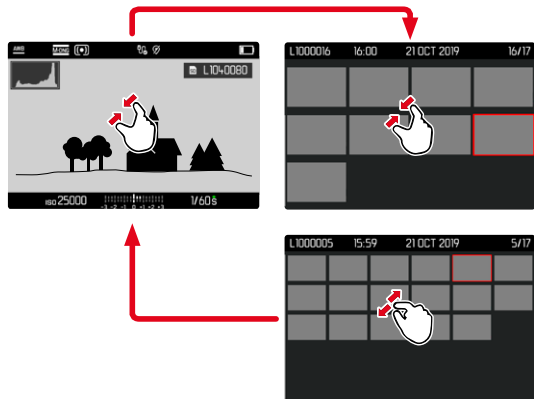 AWB M-DNG
L1040080
ISO 25000 -3 -2 -1 0 +1 +2 +3 1/60s
L1000016 16:00 21 OCT 2019 16/17
L1000005 15:59 21 OCT 2019 5/17